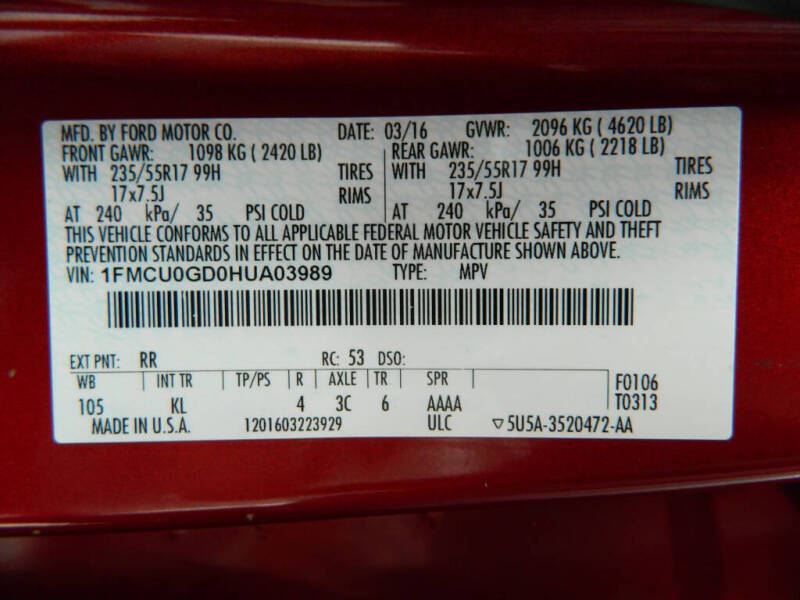 MFD. BY FORD MOTOR CO. DATE: 03/16 GVWR: 2096 KG ( 4620 LB)
FRONT GAWR: 1098 KG ( 2420 LB) REAR GAWR: 1006 KG ( 2218 LB)
WITH 235/55R17 99H TIRES WITH 235/55R17 99H TIRES
17x7.5J RIMS 17x7.5J RIMS
AT 240 kPa/ 35 PSI COLD AT 240 kPa/ 35 PSI COLD
THIS VEHICLE CONFORMS TO ALL APPLICABLE FEDERAL MOTOR VEHICLE SAFETY AND THEFT
PREVENTION STANDARDS IN EFFECT ON THE DATE OF MANUFACTURE SHOWN ABOVE.
VIN: 1FMCU0GD0HUA03989 TYPE: MPV
EXT PNT: RR RC: 53 DSO:
WB INT TR TP/PS R AXLE TR SPR F0106
105 KL 4 3C 6 AAAA T0313
MADE IN U.S.A. 1201603223929 ULC ▽5U5A-3520472-AA